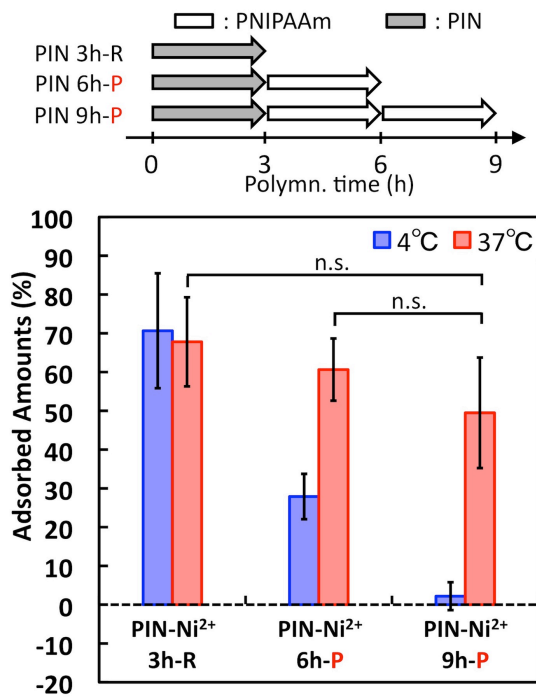 : PNIPAAm : PIN
PIN 3h-R
PIN 6h-P
PIN 9h-P
0 3 6 9
Polymn. time (h)
Adsorbed Amounts (%)
100
90
80
70
60
50
40
30
20
10
0
-10
-20
4℃ 37℃
n.s.
n.s.
PIN-Ni²⁺ PIN-Ni²⁺ PIN-Ni²⁺
3h-R 6h-P 9h-P